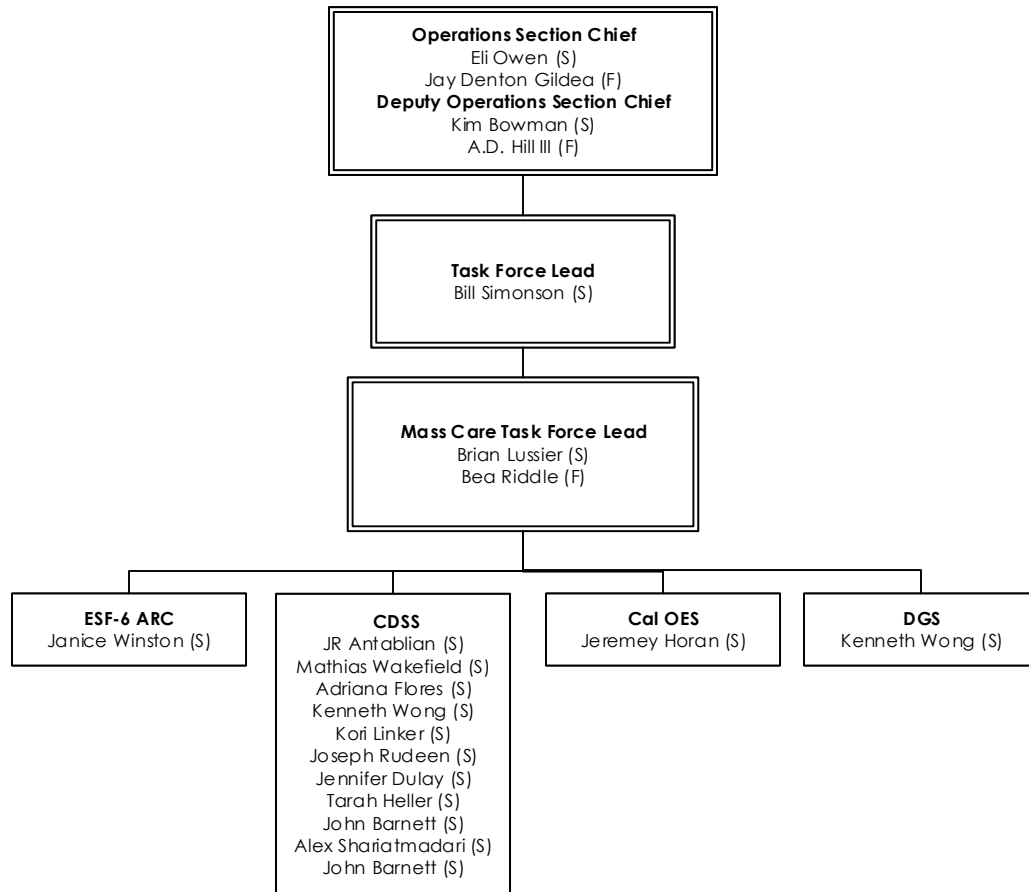 Operations Section Chief
Eli Owen (S)
Jay Denton Gildea (F)
Deputy Operations Section Chief
Kim Bowman (S)
A.D. Hill III (F)
Task Force Lead
Bill Simonson (S)
Mass Care Task Force Lead
Brian Lussier (S)
Bea Riddle (F)
ESF-6 ARC
Janice Winston (S)
CDSS
JR Antablian (S)
Mathias Wakefield (S)
Adriana Flores (S)
Kenneth Wong (S)
Kori Linker (S)
Joseph Rudeen (S)
Jennifer Dulay (S)
Tarah Heller (S)
John Barnett (S)
Alex Shariatmadari (S)
John Barnett (S)
Cal OES
Jeremey Horan (S)
DGS
Kenneth Wong (S)